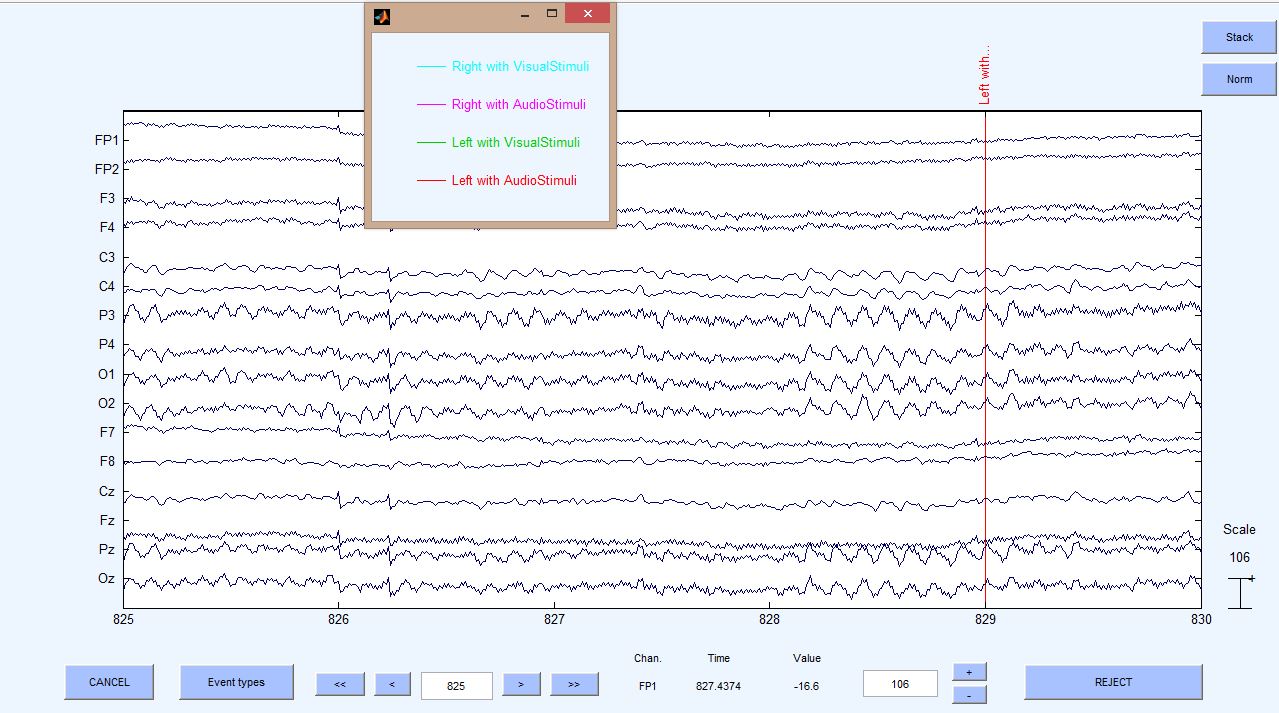 Right with VisualStimuli
Right with AudioStimuli
Left with VisualStimuli
Left with AudioStimuli
Left with...
Stack
Norm
FP1
FP2
F3
F4
C3
C4
P3
P4
O1
O2
F7
F8
Cz
Fz
Pz
Oz
Scale
106
+
825 826 827 828 829 830
Chan. Time Value
CANCEL Event types << < 825 > >> FP1 827.4374 -16.6 106 + - REJECT